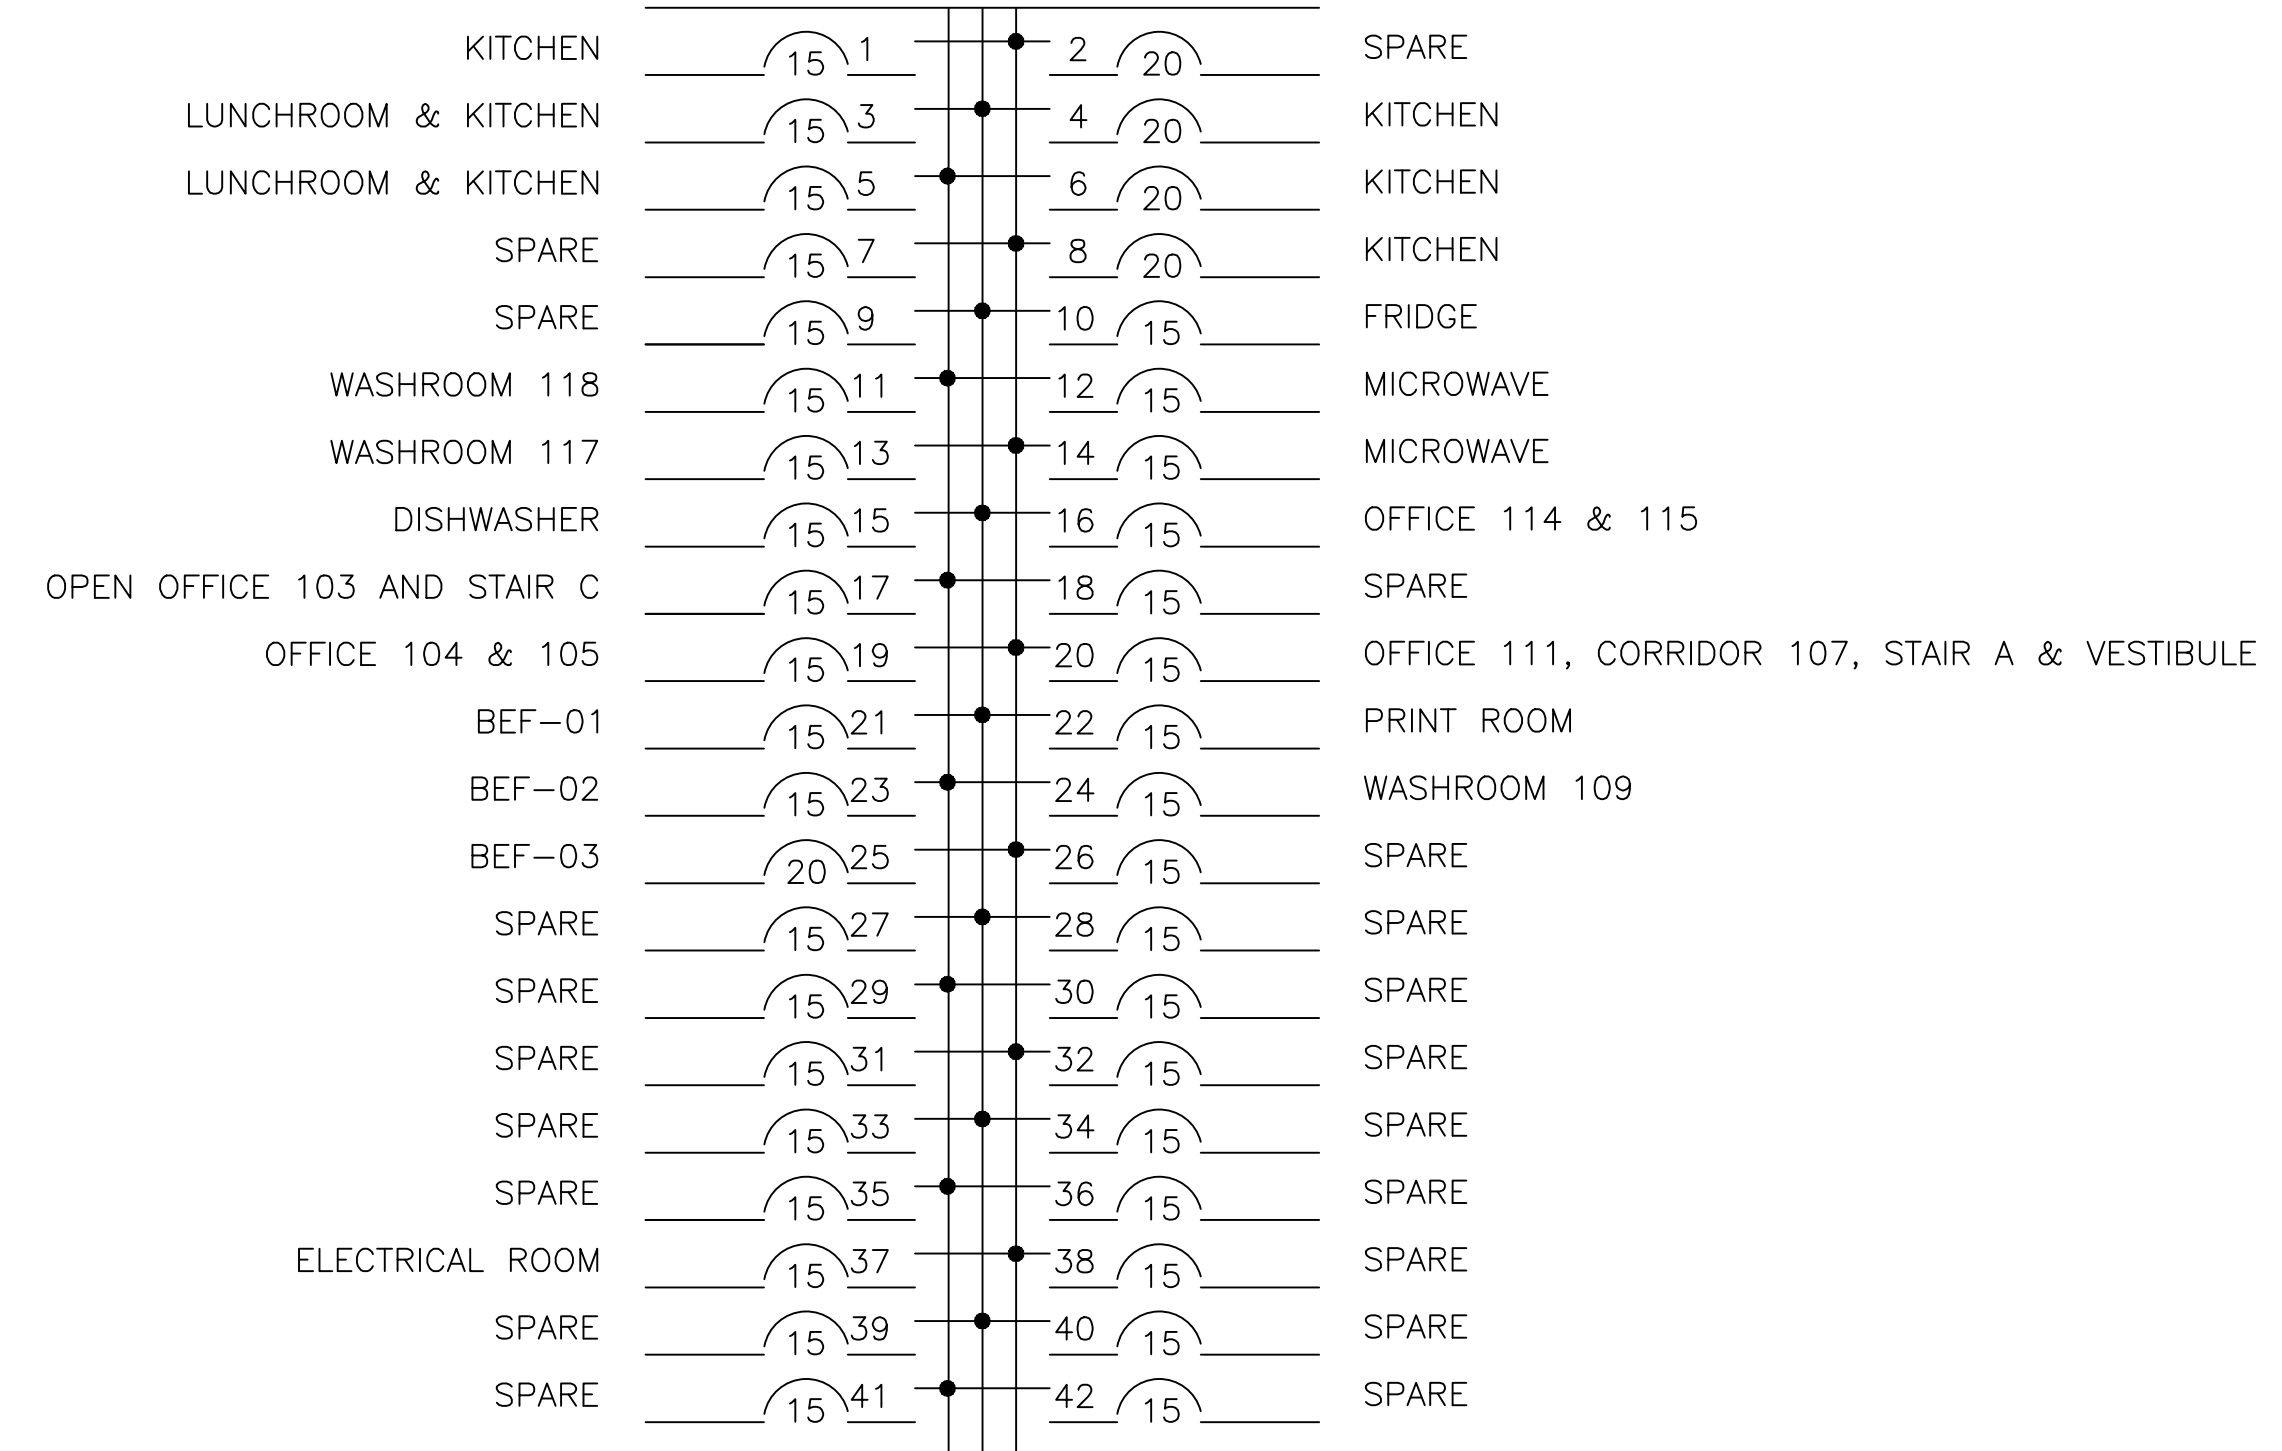 KITCHEN 15 1 2 20 SPARE
LUNCHROOM & KITCHEN 15 3 4 20 KITCHEN
LUNCHROOM & KITCHEN 15 5 6 20 KITCHEN
SPARE 15 7 8 20 KITCHEN
SPARE 15 9 10 15 FRIDGE
WASHROOM 118 15 11 12 15 MICROWAVE
WASHROOM 117 15 13 14 15 MICROWAVE
DISHWASHER 15 15 16 15 OFFICE 114 & 115
OPEN OFFICE 103 AND STAIR C 15 17 18 15 SPARE
OFFICE 104 & 105 15 19 20 15 OFFICE 111, CORRIDOR 107, STAIR A & VESTIBULE
BEF-01 15 21 22 15 PRINT ROOM
BEF-02 15 23 24 15 WASHROOM 109
BEF-03 20 25 26 15 SPARE
SPARE 15 27 28 15 SPARE
SPARE 15 29 30 15 SPARE
SPARE 15 31 32 15 SPARE
SPARE 15 33 34 15 SPARE
SPARE 15 35 36 15 SPARE
ELECTRICAL ROOM 15 37 38 15 SPARE
SPARE 15 39 40 15 SPARE
SPARE 15 41 42 15 SPARE